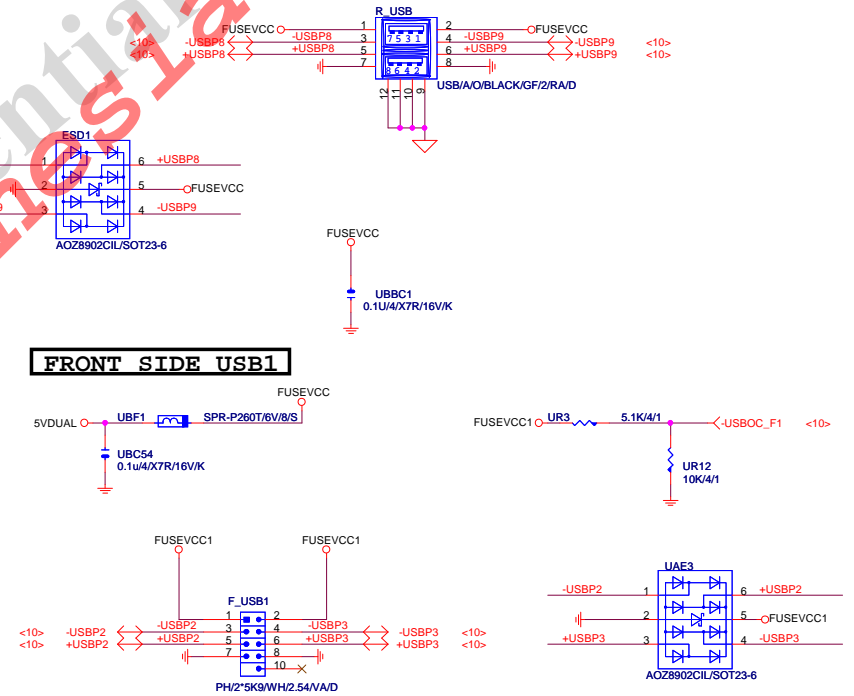 R_USB
FUSEVCC 1 2 FUSEVCC
<10> -USBP8 -USBP8 3 7 5 3 1 4 -USBP9 -USBP9 <10>
<10> +USBP8 +USBP8 5 6 +USBP9 +USBP9 <10>
7 8 6 4 2 8
USB/A/O/BLACK/GF/2/RA/D
12 11 10 9
ential
nesia
ESD1
1 6 +USBP8
2 5 FUSEVCC
9 3 4 -USBP9
AOZ8902CIL/SOT23-6
FUSEVCC
UBBC1
0.1U/4/X7R/16V/K
FRONT SIDE USB1
FUSEVCC
5VDUAL UBF1 SPR-P260T/6V/8/S
UBC54
0.1u/4/X7R/16V/K
FUSEVCC1 UR3 5.1K/4/1 -USBOC_F1 <10>
UR12
10K/4/1
FUSEVCC1 FUSEVCC1
F_USB1
1 2
<10> -USBP2 -USBP2 3 4 -USBP3 -USBP3 <10>
<10> +USBP2 +USBP2 5 6 +USBP3 +USBP3 <10>
7 8
10
PH/2*5K9/WH/2.54/VA/D
UAE3
-USBP2 1 6 +USBP2
2 5 FUSEVCC1
+USBP3 3 4 -USBP3
AOZ8902CIL/SOT23-6